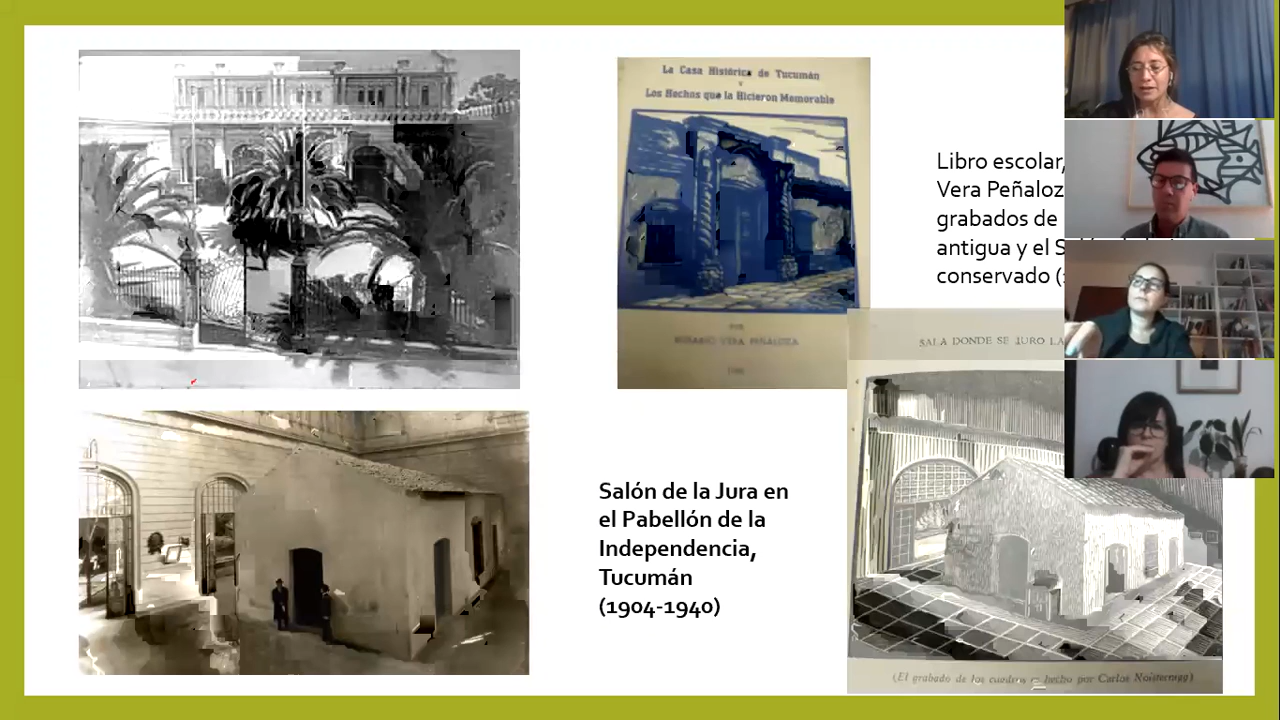 La Casa Histórica de Tucumán
y
Los Hechos que la Hicieron Memorable
POR
ROSARIO VERA PEÑALOZA
Libro escolar,
Vera Peñaloz
grabados de
antigua y el S
conservado (
SALA DONDE SE JURO LA
Salón de la Jura en
el Pabellón de la
Independencia,
Tucumán
(1904-1940)
(El grabado de los cuadros hecho por Carlos